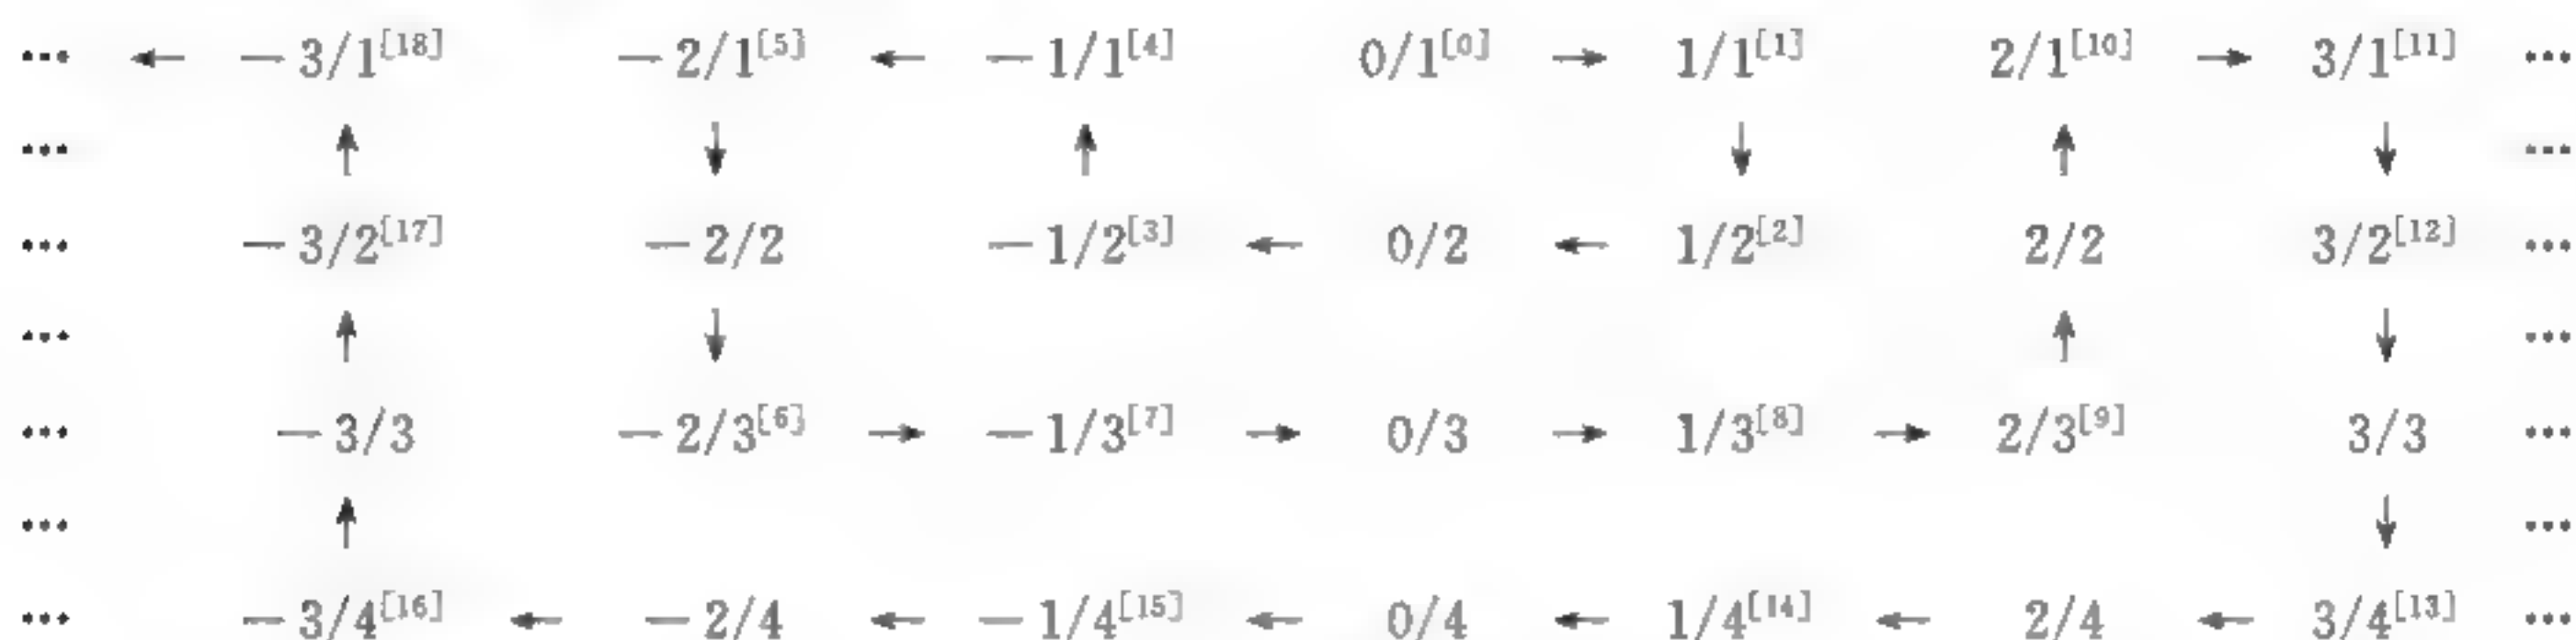 … ← −3/1[18] −2/1[5] ← −1/1[4] 0/1[0] → 1/1[1] 2/1[10] → 3/1[11] …
… ↑ ↓ ↑ ↓ ↑ ↓ …
… −3/2[17] −2/2 −1/2[3] ← 0/2 ← 1/2[2] 2/2 3/2[12] …
… ↑ ↓ ↑ ↓ …
… −3/3 −2/3[6] → −1/3[7] → 0/3 → 1/3[8] → 2/3[9] 3/3 …
… ↑ ↓ …
… −3/4[16] ← −2/4 ← −1/4[15] ← 0/4 ← 1/4[14] ← 2/4 ← 3/4[13] …